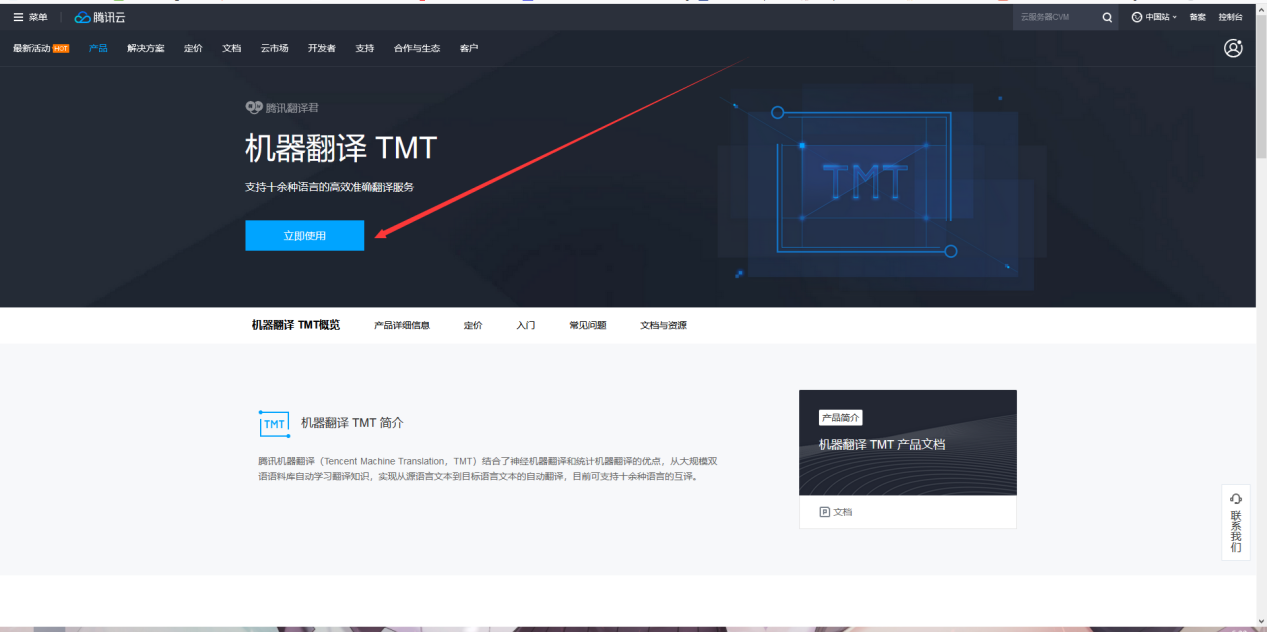 菜单
腾讯云
云服务器CVM
中国站
备案
控制台
最新活动 HOT
产品
解决方案
定价
文档
云市场
开发者
支持
合作与生态
客户
腾讯翻译君
机器翻译 TMT
支持十余种语言的高效准确翻译服务
立即使用
TMT
机器翻译 TMT概览
产品详细信息
定价
入门
常见问题
文档与资源
TMT
机器翻译 TMT 简介
腾讯机器翻译（Tencent Machine Translation，TMT）结合了神经机器翻译和统计机器翻译的优点，从大规模双
语语料库自动学习翻译知识，实现从源语言文本到目标语言文本的自动翻译，目前可支持十余种语言的互译。
产品简介
机器翻译 TMT 产品文档
文档
联系我们